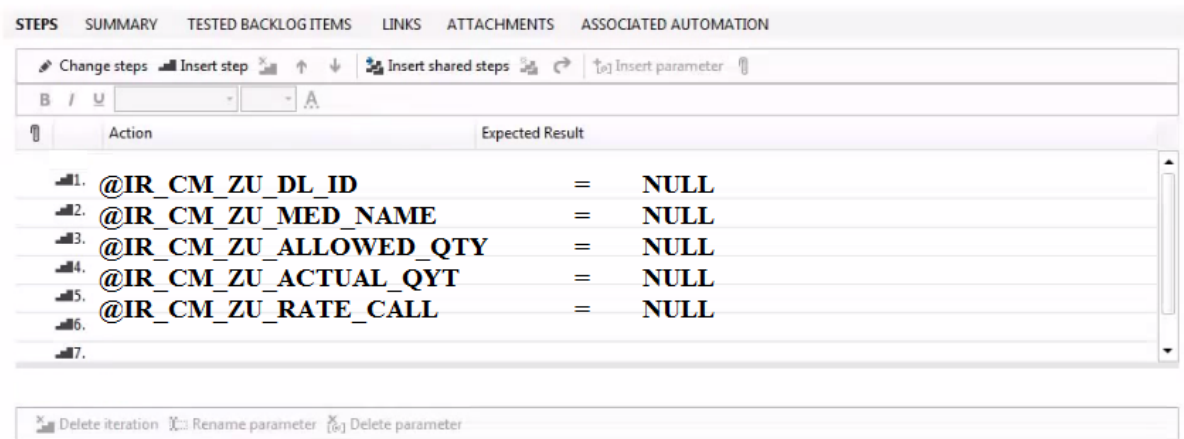 STEPS SUMMARY TESTED BACKLOG ITEMS LINKS ATTACHMENTS ASSOCIATED AUTOMATION
Change steps Insert step Insert shared steps Insert parameter
B I U A
Action Expected Result
1. @IR_CM_ZU_DL_ID = NULL
2. @IR_CM_ZU_MED_NAME = NULL
3. @IR_CM_ZU_ALLOWED_QTY = NULL
4. @IR_CM_ZU_ACTUAL_QYT = NULL
5. @IR_CM_ZU_RATE_CALL = NULL
6.
7.
Delete iteration Rename parameter Delete parameter